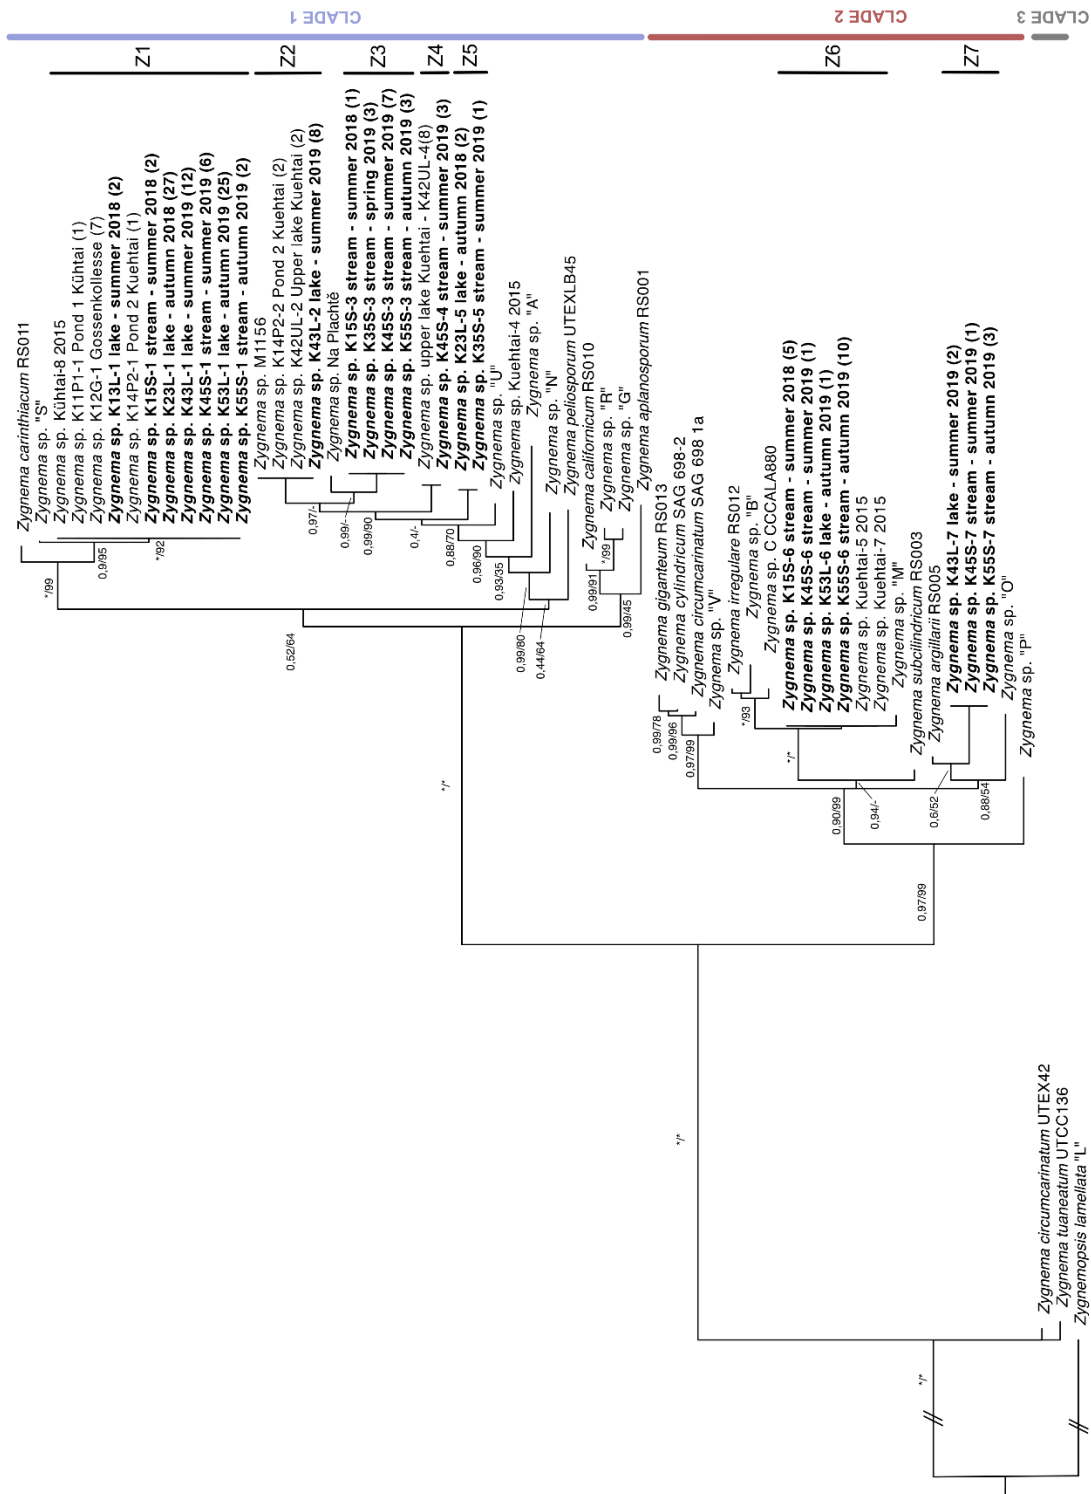 CLADE 1
CLADE 2
CLADE 3
Z1
Z2
Z3
Z4
Z5
Z6
Z7
Zygnema carinthiacum RS011
Zygnema sp. "S"
Zygnema sp. Kühtai-8 2015
Zygnema sp. K11P1-1 Pond 1 Kühtai (1)
Zygnema sp. K12G-1 Gossenkollesse (7)
Zygnema sp. K13L-1 lake - summer 2018 (2)
Zygnema sp. K14P2-1 Pond 2 Kuehtai (1)
Zygnema sp. K15S-1 stream - summer 2018 (2)
Zygnema sp. K23L-1 lake - autumn 2018 (27)
Zygnema sp. K43L-1 lake - summer 2019 (12)
Zygnema sp. K45S-1 stream - summer 2019 (6)
Zygnema sp. K53L-1 lake - autumn 2019 (25)
Zygnema sp. K55S-1 stream - autumn 2019 (2)
Zygnema sp. M1156
Zygnema sp. K14P2-2 Pond 2 Kuehtai (2)
Zygnema sp. K42UL-2 Upper lake Kuehtai (2)
Zygnema sp. K43L-2 lake - summer 2019 (8)
Zygnema sp. Na Plachtě
Zygnema sp. K15S-3 stream - summer 2018 (1)
Zygnema sp. K35S-3 stream - spring 2019 (3)
Zygnema sp. K45S-3 stream - summer 2019 (7)
Zygnema sp. K55S-3 stream - autumn 2019 (3)
Zygnema sp. upper lake Kuehtai - K42UL-4(8)
Zygnema sp. K45S-4 stream - summer 2019 (3)
Zygnema sp. K23L-5 lake - autumn 2018 (2)
Zygnema sp. K35S-5 stream - summer 2019 (1)
Zygnema sp. "U"
Zygnema sp. Kuehtai-4 2015
Zygnema sp. "A"
Zygnema sp. "N"
Zygnema peliosporum UTEXLB45
Zygnema californicum RS010
Zygnema sp. "R"
Zygnema sp. "G"
Zygnema aplanosporum RS001
Zygnema giganteum RS013
Zygnema cylindricum SAG 698-2
Zygnema circumcarinatum SAG 698 1a
Zygnema sp. "V"
Zygnema irregulare RS012
Zygnema sp. "B"
Zygnema sp. C CCCALA880
Zygnema sp. K15S-6 stream - summer 2018 (5)
Zygnema sp. K45S-6 stream - summer 2019 (1)
Zygnema sp. K53L-6 lake - autumn 2019 (1)
Zygnema sp. K55S-6 stream - autumn 2019 (10)
Zygnema sp. Kuehtai-5 2015
Zygnema sp. Kuehtai-7 2015
Zygnema sp. "M"
Zygnema subcilindricum RS003
Zygnema argillarii RS005
Zygnema sp. K43L-7 lake - summer 2019 (2)
Zygnema sp. K45S-7 stream - summer 2019 (1)
Zygnema sp. K55S-7 stream - autumn 2019 (3)
Zygnema sp. "O"
Zygnema sp. "P"
Zygnema circumcarinatum UTEX42
Zygnema tuaneatum UTCC136
Zygnemopsis lamellata "L"
*/99
0,9/95
*/92
0,52/64
0,97/-
0,99/-
0,99/90
0,4/-
0,88/70
0,96/90
0,93/35
0,99/80
0,44/64
0,99/91
*/99
0,99/45
*/*
0,99/78
0,99/96
0,97/99
*/93
*/*
0,90/99
0,94/-
0,6/52
0,88/54
0,97/99
*/*
*/*